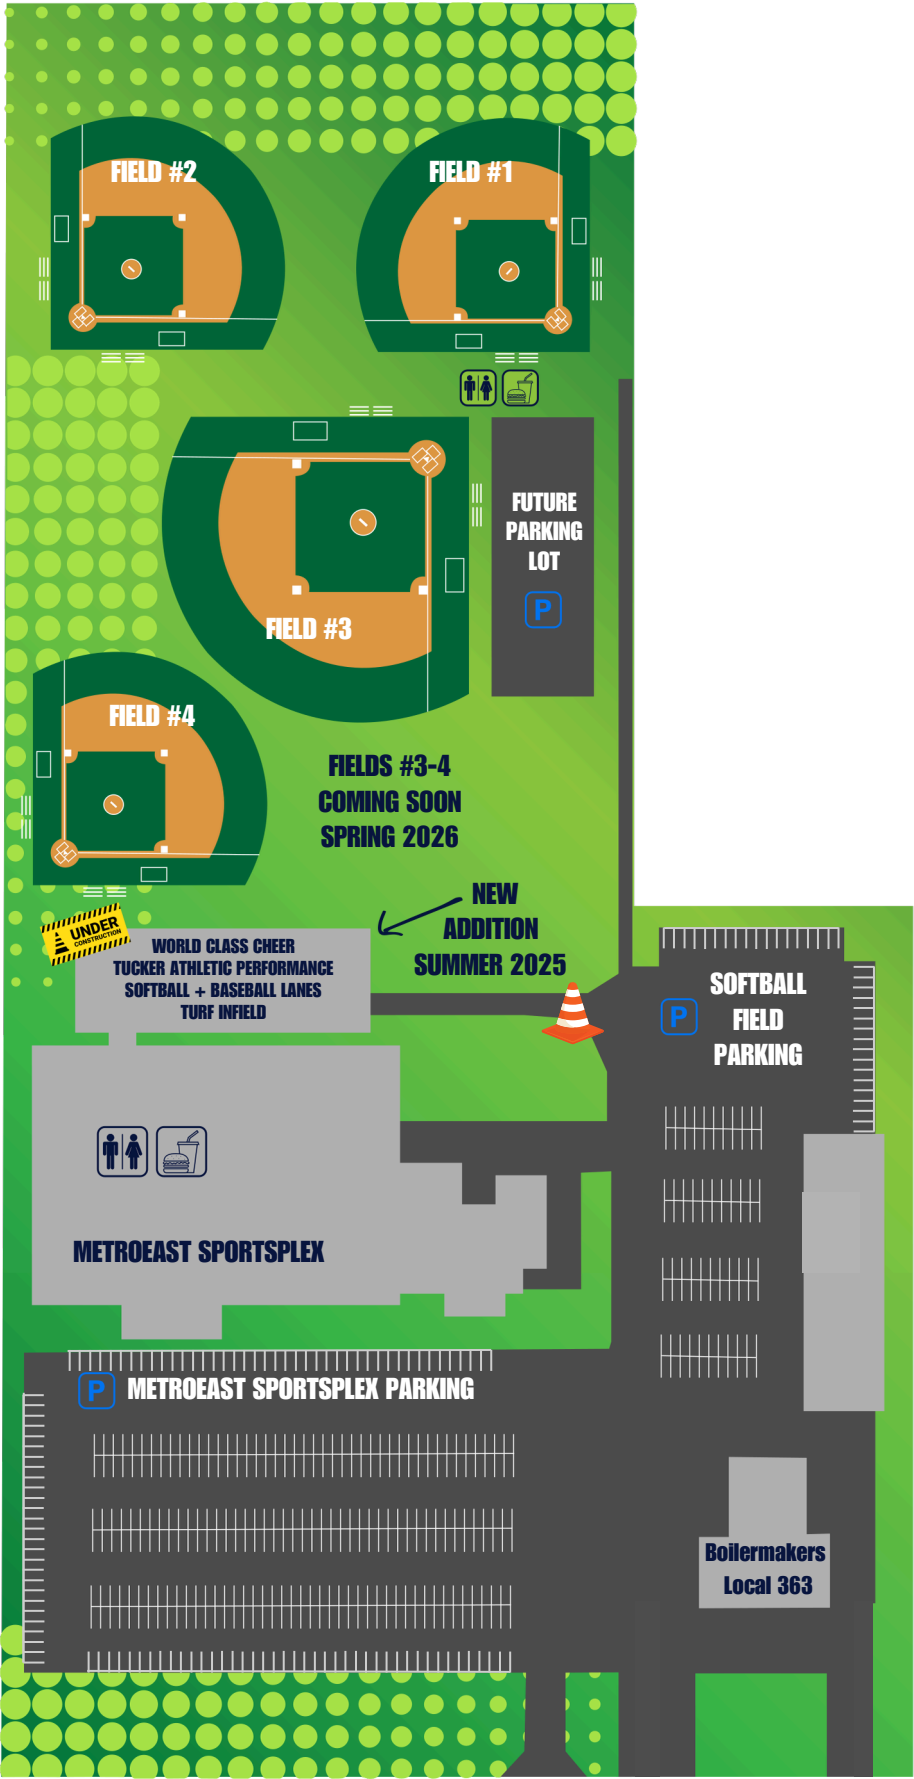 FIELD #2
FIELD #1
FUTURE
PARKING
LOT
P
FIELD #3
FIELD #4
FIELDS #3-4
COMING SOON
SPRING 2026
NEW
ADDITION
SUMMER 2025
UNDER
CONSTRUCTION
WORLD CLASS CHEER
TUCKER ATHLETIC PERFORMANCE
SOFTBALL + BASEBALL LANES
TURF INFIELD
P
SOFTBALL
FIELD
PARKING
METROEAST SPORTSPLEX
P METROEAST SPORTSPLEX PARKING
Boilermakers
Local 363